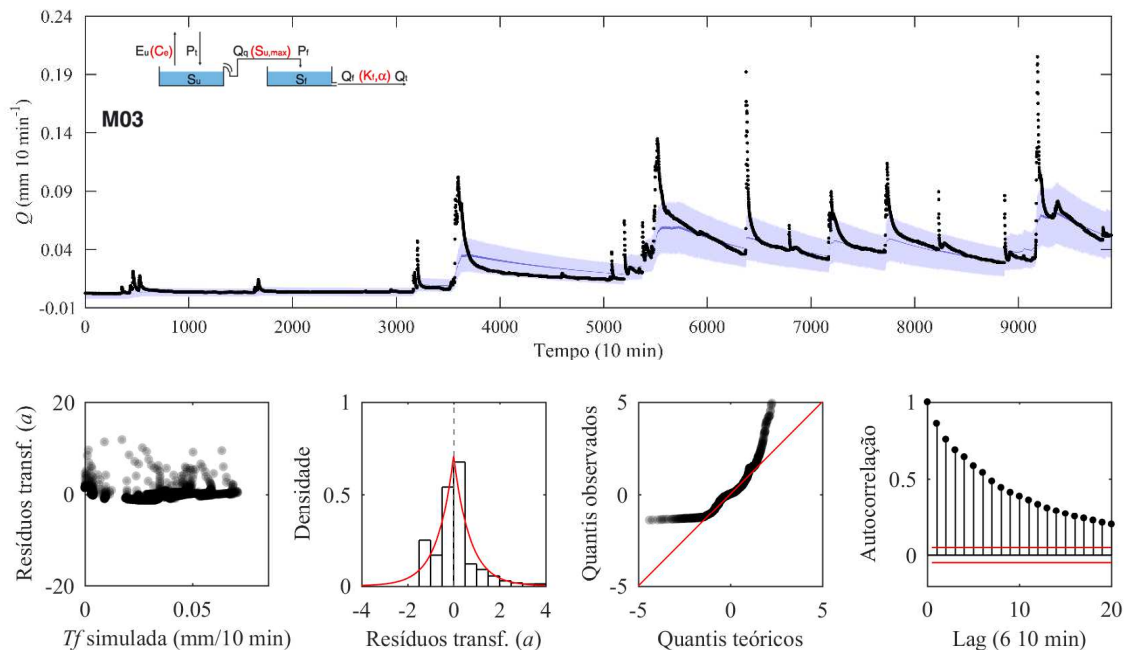 0.24
0.19
0.14
0.09
0.04
-0.01
Q (mm 10 min⁻¹)
Eu (Ce) Pt Qq (Su,max) Pf
Su Sf Qf (Kf,α) Qt
M03
0 1000 2000 3000 4000 5000 6000 7000 8000 9000
Tempo (10 min)
Resíduos transf. (a)
20
0
-20
0 0.05
Tf simulada (mm/10 min)
Densidade
1
0.5
0
-4 -2 0 2 4
Resíduos transf. (a)
Quantis observados
5
0
-5
-5 0 5
Quantis teóricos
Autocorrelação
1
0.5
0
0 10 20
Lag (6 10 min)